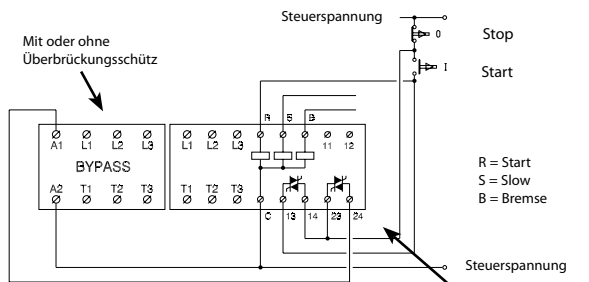 Steuerspannung
0
Stop
Mit oder ohne
Überbrückungsschütz
I
Start
R S B
A1 L1 L2 L3
L1 L2 L3 11 12
BYPASS
R = Start
S = Slow
B = Bremse
A2 T1 T2 T3
T1 T2 T3
C 13 14 23 24
Steuerspannung